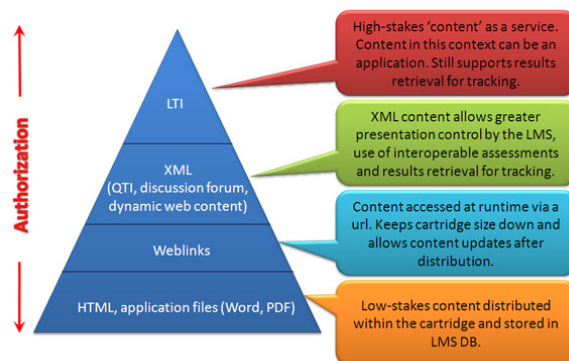 Authorization
LTI
XML
(QTI, discussion forum,
dynamic web content)
Weblinks
HTML, application files (Word, PDF)
High-stakes ‘content’ as a service.
Content in this context can be an
application. Still supports results
retrieval for tracking.
XML content allows greater
presentation control by the LMS,
use of interoperable assessments
and results retrieval for tracking.
Content accessed at runtime via a
url. Keeps cartridge size down and
allows content updates after
distribution.
Low-stakes content distributed
within the cartridge and stored in
LMS DB.